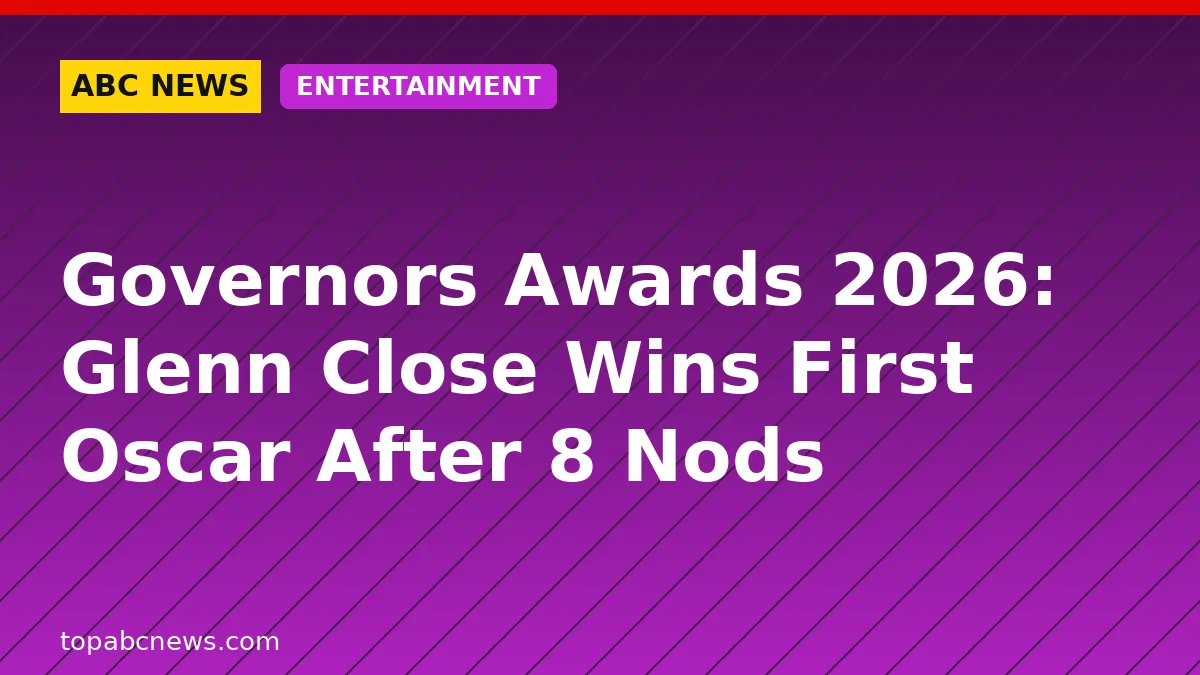 ABC NEWS
ENTERTAINMENT
Governors Awards 2026:
Glenn Close Wins First
Oscar After 8 Nods
topabcnews.com